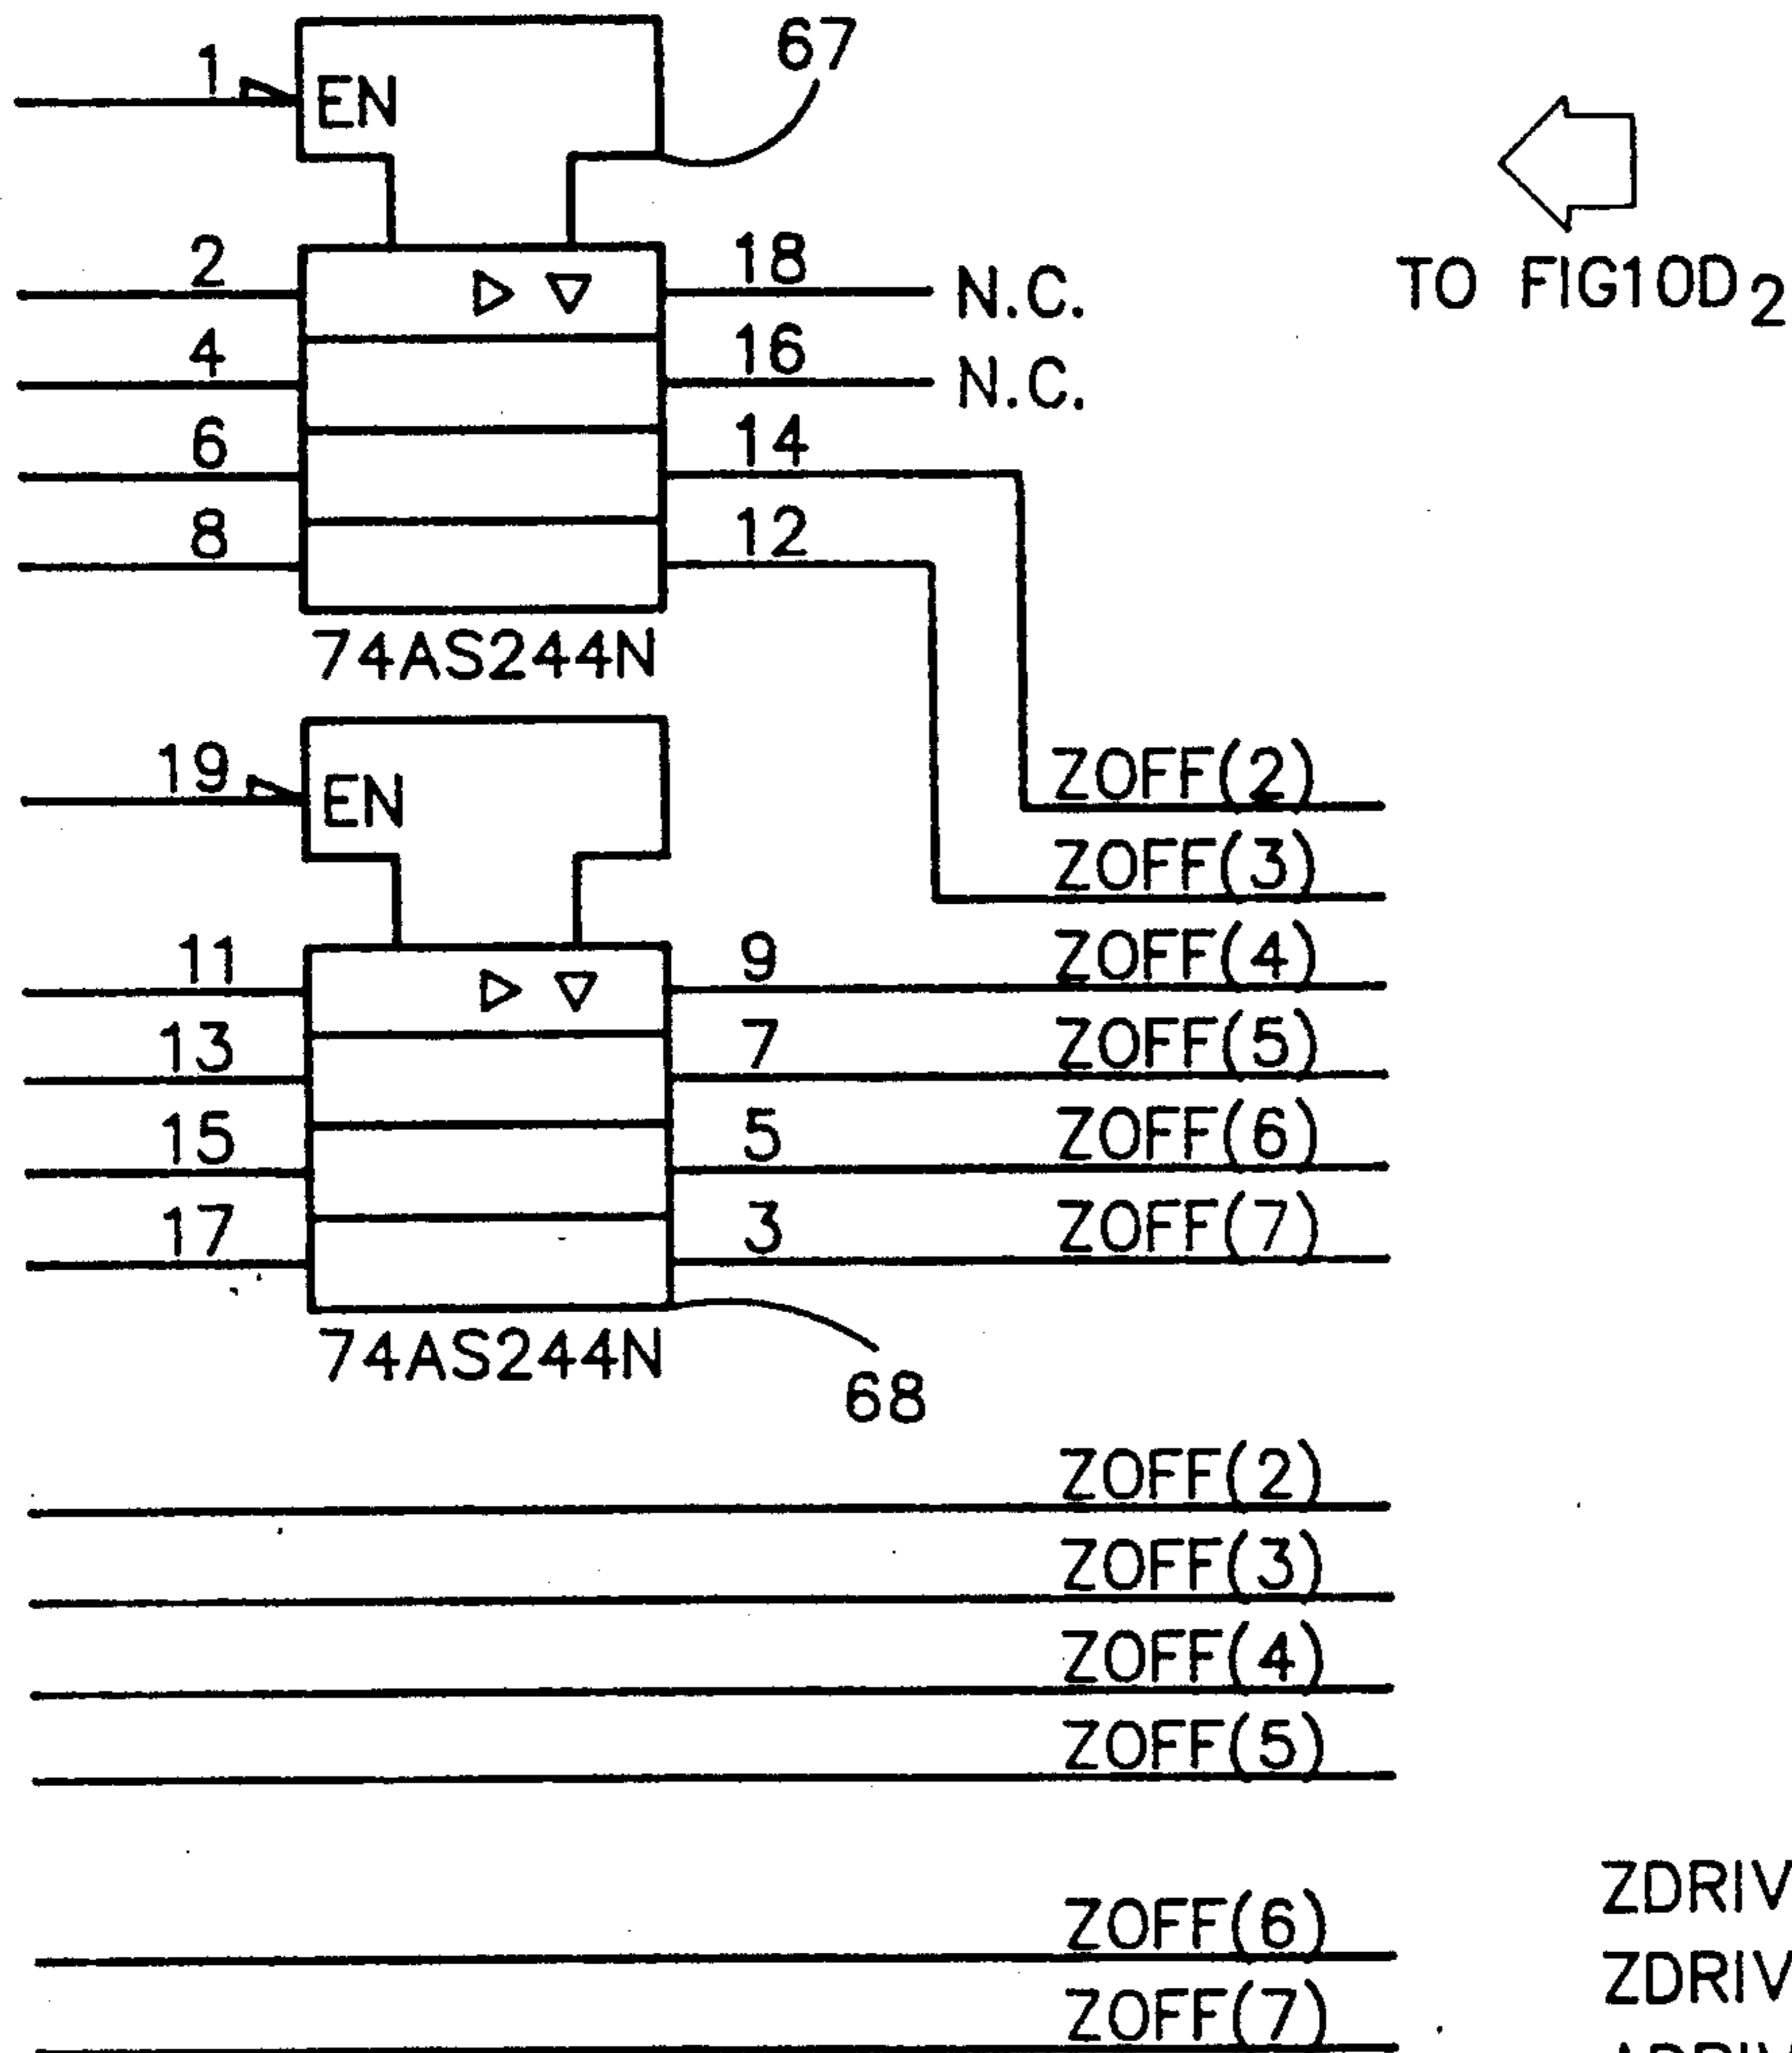 67
1
EN
2
18
N.C.
TO FIG10D2
4
16
N.C.
6
14
8
12
74AS244N
19
EN
ZOFF(2)
ZOFF(3)
11
9
ZOFF(4)
13
7
ZOFF(5)
15
5
ZOFF(6)
17
3
ZOFF(7)
74AS244N
68
ZOFF(2)
ZOFF(3)
ZOFF(4)
ZOFF(5)
ZDRIV
ZOFF(6)
ZDRIV
ZOFF(7)